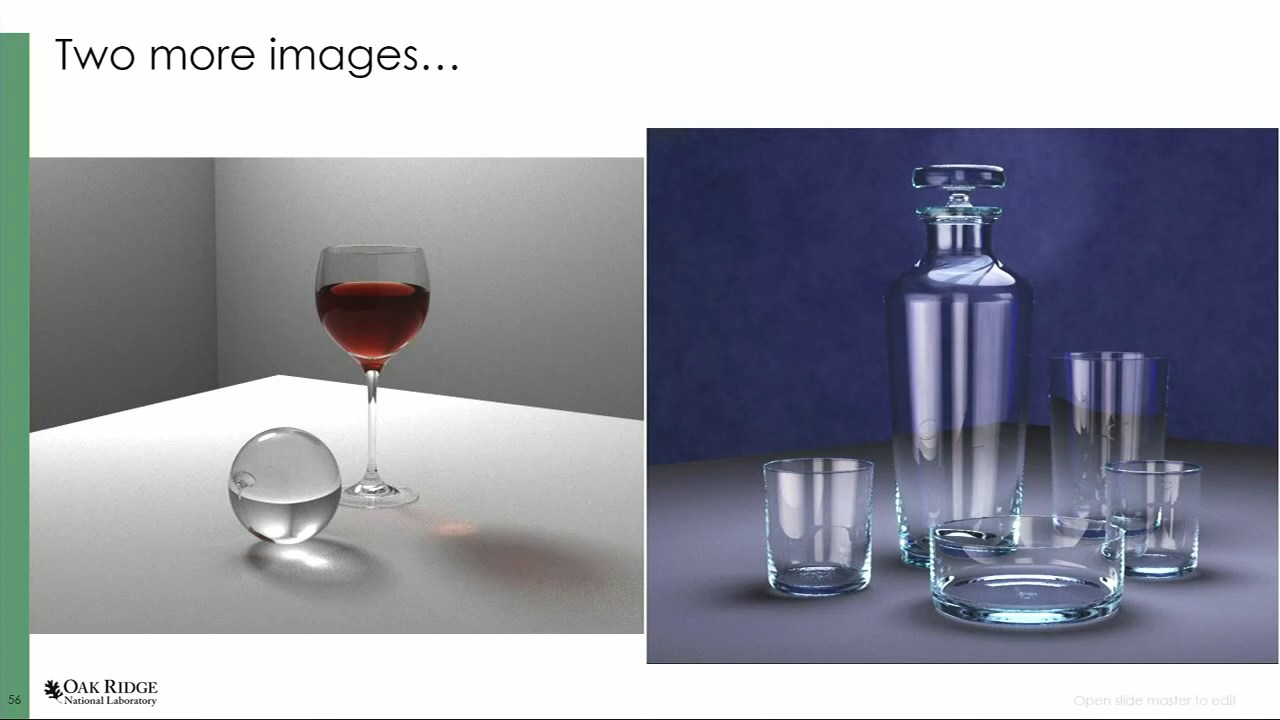 Two more images…
56
OAK RIDGE
National Laboratory
Open slide master to edit